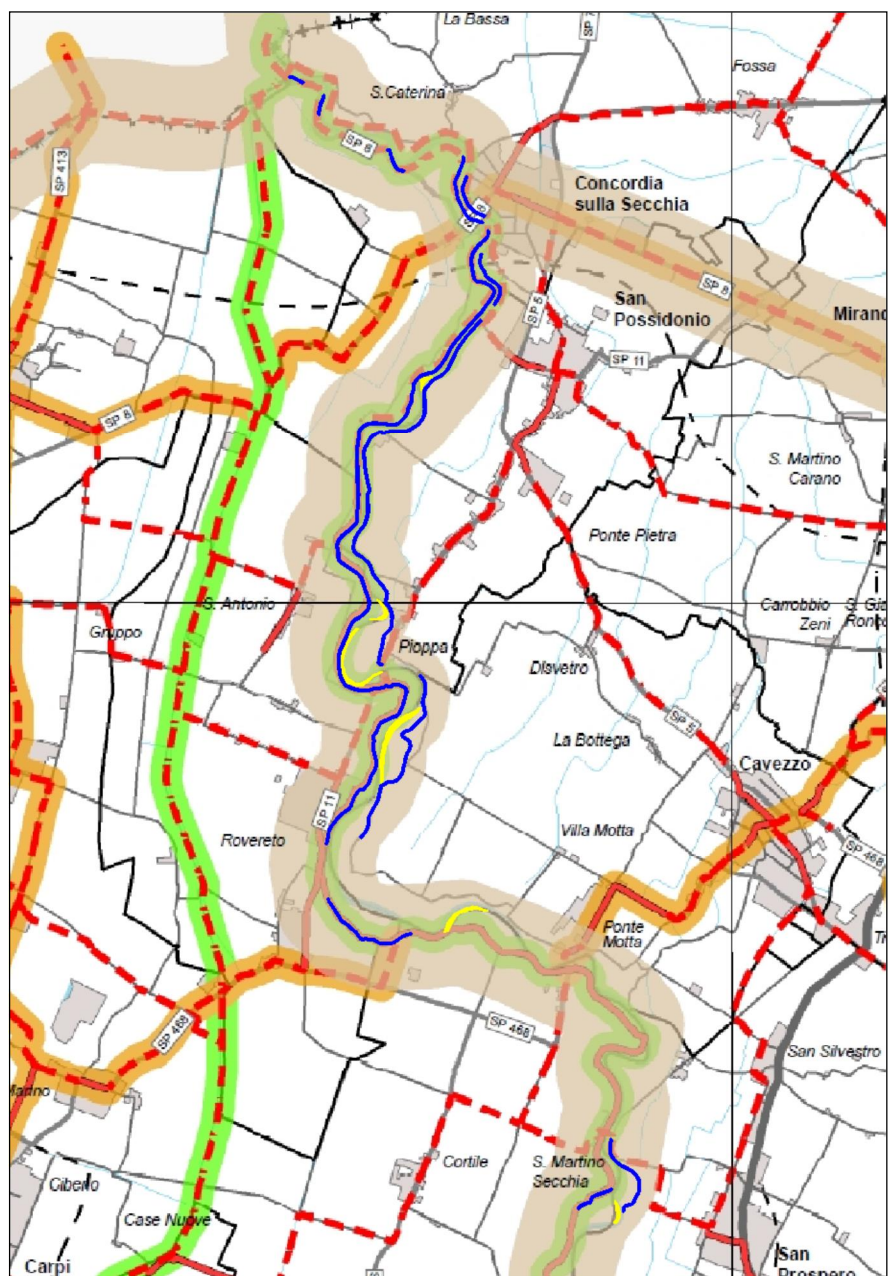 La Bassa
Fossa
S.Caterina
SP 8
SP 413
Concordia
sulla Secchia
SP 8
San
Possidonio
SP 5
SP 11
SP 8
S. Martino
Carano
Ponte Pietra
S. Antonio
Gruppo
Carrobbio
Zeni
Pioppa
Disvetro
La Bottega
SP 5
Cavezzo
SP 11
Rovereto
Villa Motta
SP 468
Ponte
Motta
SP 468
SP 468
San Silvestro
Cortile
S. Martino
Secchia
Cibeno
Case Nuove
Carpi
San
Prospero